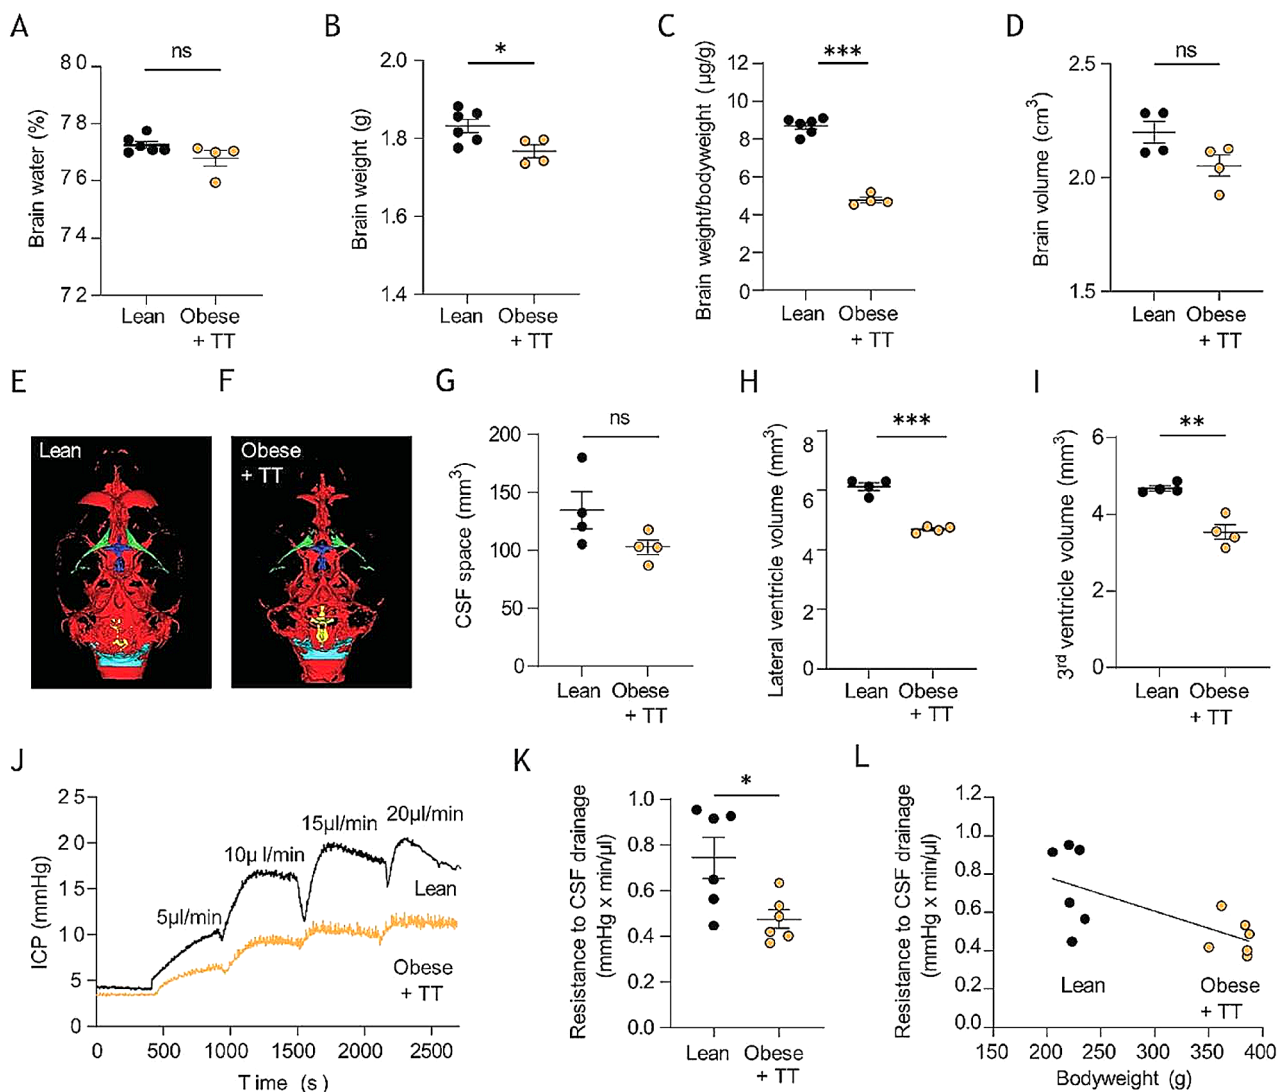 A
B
C
D
ns
*
***
ns
Brain water (%)
80
78
76
74
72
Lean Obese
+ TT
Brain weight (g)
2.0
1.8
1.6
1.4
Lean Obese
+ TT
Brain weight/bodyweight (µg/g)
12
10
8
6
4
2
0
Lean Obese
+ TT
Brain volume (cm³)
2.5
2.0
1.5
Lean Obese
+ TT
E
F
G
H
I
Lean
Obese
+ TT
ns
CSF space (mm³)
200
150
100
50
0
Lean Obese
+ TT
***
Lateral ventricle volume (mm³)
8
6
4
2
0
Lean Obese
+ TT
**
3rd ventricle volume (mm³)
6
4
2
0
Lean Obese
+ TT
J
K
L
ICP (mmHg)
25
20
15
10
5
0
5µl/min
10µ l/min
15µl/min
20µl/min
Lean
Obese
+ TT
0 500 1000 1500 2000 2500
Time (s)
*
Resistance to CSF drainage
(mmHg x min/µl)
1.0
0.8
0.6
0.4
0.2
0.0
Lean Obese
+ TT
Resistance to CSF drainage
(mmHg x min/µl)
1.2
1.0
0.8
0.6
0.4
0.2
0.0
Lean
Obese
+ TT
150 200 250 300 350 400
Bodyweight (g)